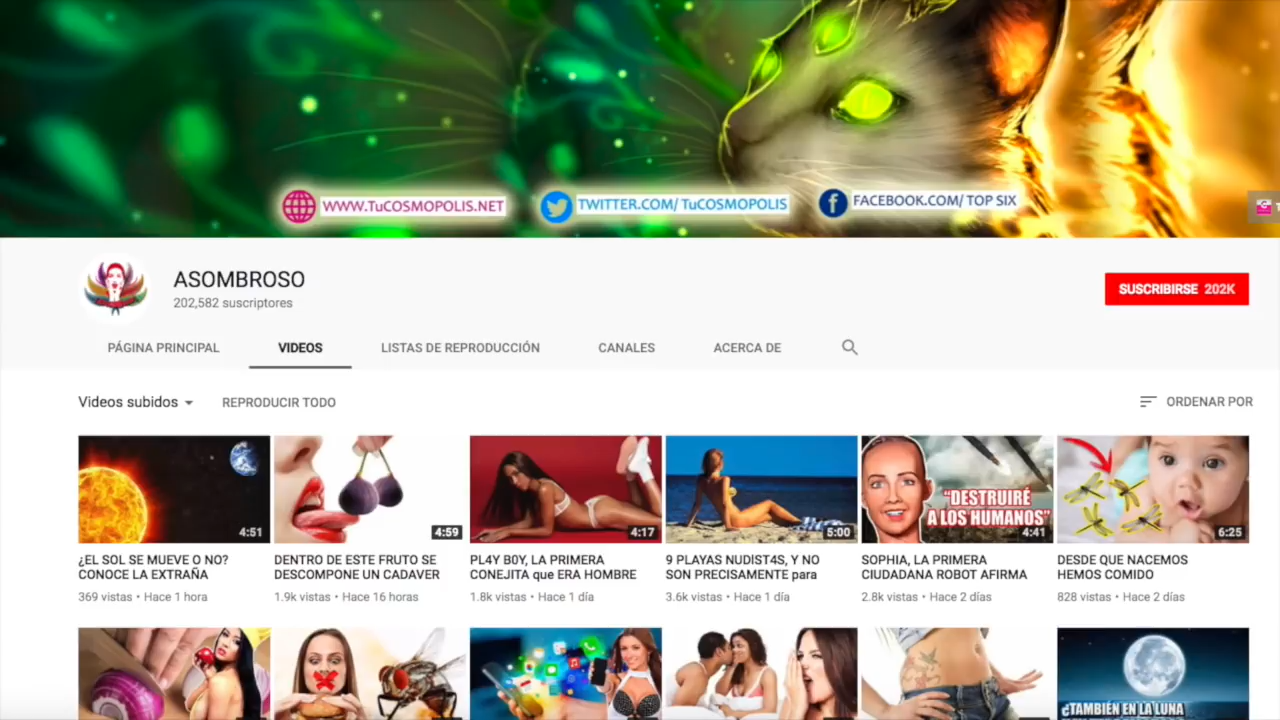 WWW.TuCOSMOPOLIS.NET
TWITTER.COM/ TuCOSMOPOLIS
FACEBOOK.COM/ TOP SIX
ASOMBROSO
202,582 suscriptores
SUSCRIBIRSE 202K
PÁGINA PRINCIPAL VIDEOS LISTAS DE REPRODUCCIÓN CANALES ACERCA DE
Videos subidos REPRODUCIR TODO ORDENAR POR
4:51
4:59
4:17
5:00
"DESTRUIRÉ
A LOS HUMANOS"
4:41
6:25
¿EL SOL SE MUEVE O NO?
CONOCE LA EXTRAÑA
369 vistas • Hace 1 hora
DENTRO DE ESTE FRUTO SE
DESCOMPONE UN CADAVER
1.9k vistas • Hace 16 horas
PL4Y B0Y, LA PRIMERA
CONEJITA que ERA HOMBRE
1.8k vistas • Hace 1 día
9 PLAYAS NUDIST4S, Y NO
SON PRECISAMENTE para
3.6k vistas • Hace 1 día
SOPHIA, LA PRIMERA
CIUDADANA ROBOT AFIRMA
2.8k vistas • Hace 2 días
DESDE QUE NACEMOS
HEMOS COMIDO
828 vistas • Hace 2 días
¿TAMBIÉN EN LA LUNA